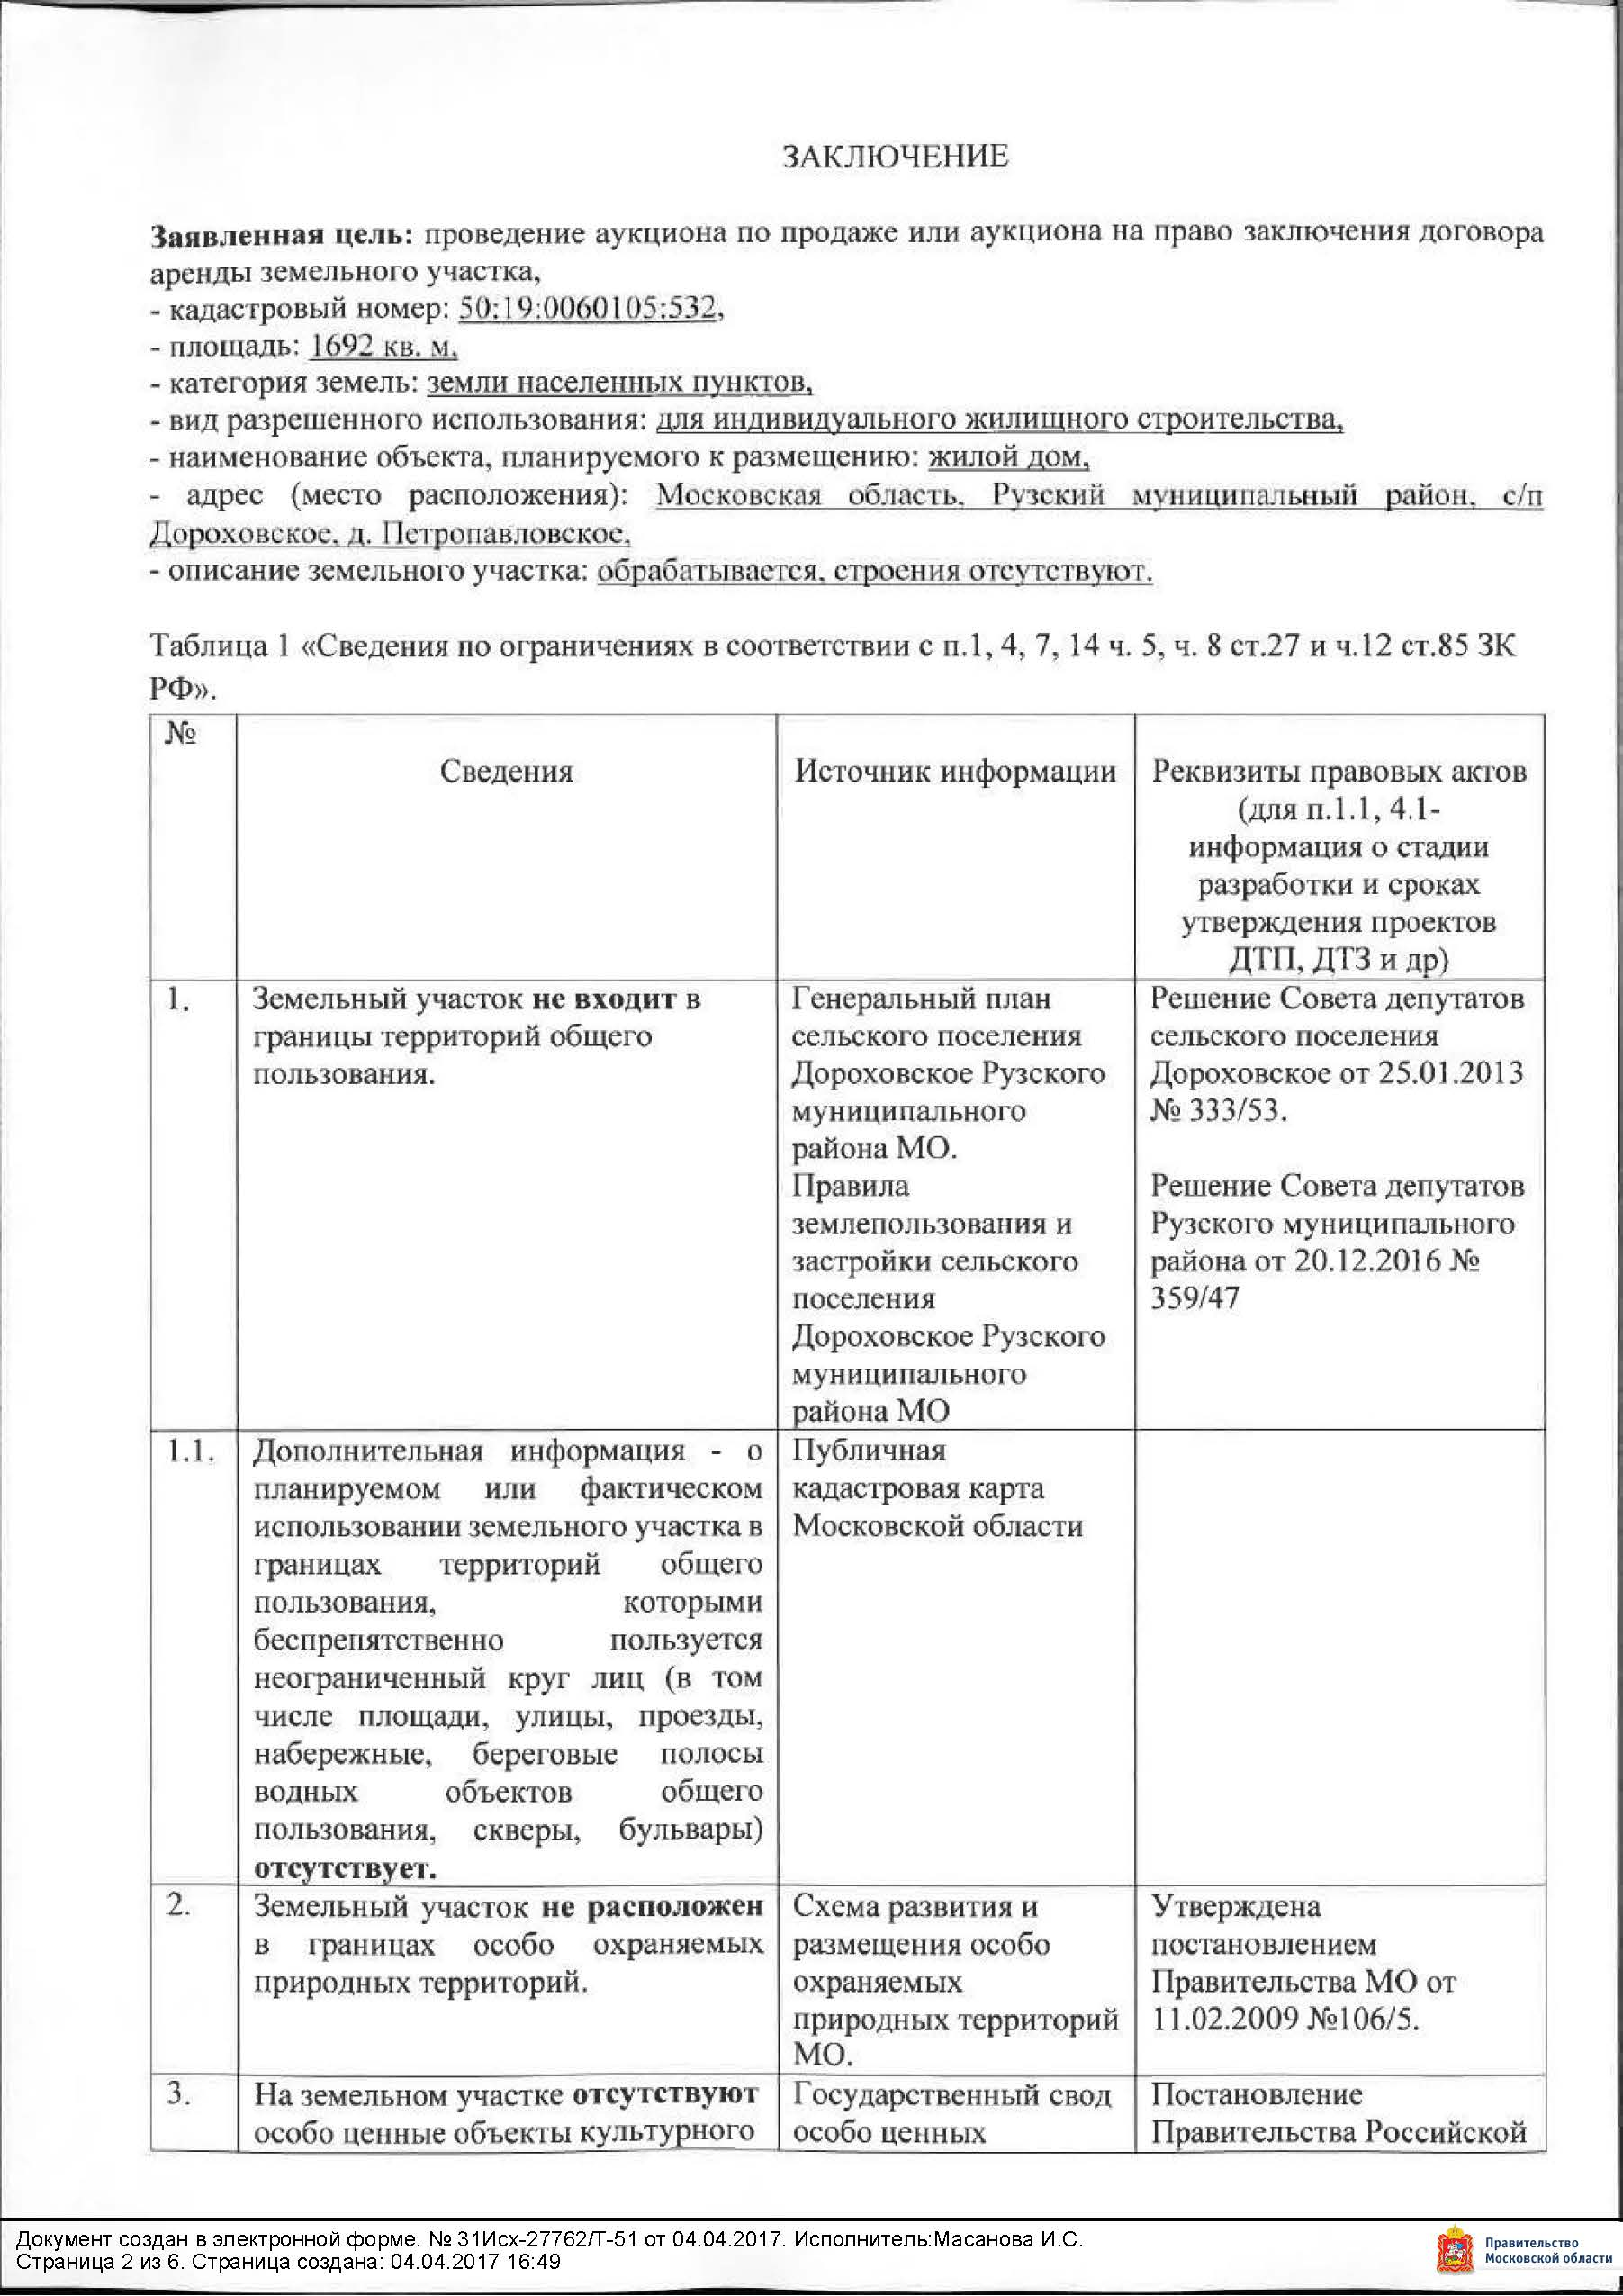 ЗАКЛЮЧЕНИЕ
Заявленная цель: проведение аукциона по продаже или аукциона на право заключения договора
аренды земельного участка,
- кадастровый номер: 50:19:0060105:532,
- площадь: 1692 кв. м,
- категория земель: земли населенных пунктов,
- вид разрешенного использования: для индивидуального жилищного строительства,
- наименование объекта, планируемого к размещению: жилой дом,
- адрес (место расположения): Московская область, Рузский муниципальный район, с/п
Дороховское, д. Петропавловское,
- описание земельного участка: обрабатывается, строения отсутствуют.
Таблица 1 «Сведения по ограничениях в соответствии с п.1, 4, 7, 14 ч. 5, ч. 8 ст.27 и ч.12 ст.85 ЗК
РФ».
№
Сведения
Источник информации
Реквизиты правовых актов
(для п.1.1, 4.1-
информация о стадии
разработки и сроках
утверждения проектов
ДТП, ДТЗ и др)
1.
Земельный участок не входит в
границы территорий общего
пользования.
Генеральный план
сельского поселения
Дороховское Рузского
муниципального
района МО.
Правила
землепользования и
застройки сельского
поселения
Дороховское Рузского
муниципального
района МО
Решение Совета депутатов
сельского поселения
Дороховское от 25.01.2013
№ 333/53.
Решение Совета депутатов
Рузского муниципального
района от 20.12.2016 №
359/47
1.1.
Дополнительная информация - о
планируемом или фактическом
использовании земельного участка в
границах территорий общего
пользования, которыми
беспрепятственно пользуется
неограниченный круг лиц (в том
числе площади, улицы, проезды,
набережные, береговые полосы
водных объектов общего
пользования, скверы, бульвары)
отсутствует.
Публичная
кадастровая карта
Московской области
2.
Земельный участок не расположен
в границах особо охраняемых
природных территорий.
Схема развития и
размещения особо
охраняемых
природных территорий
МО.
Утверждена
постановлением
Правительства МО от
11.02.2009 №106/5.
3.
На земельном участке отсутствуют
особо ценные объекты культурного
Государственный свод
особо ценных
Постановление
Правительства Российской
Документ создан в электронной форме. № 31Исх-27762/Т-51 от 04.04.2017. Исполнитель:Масанова И.С.
Страница 2 из 6. Страница создана: 04.04.2017 16:49
Правительство
Московской области